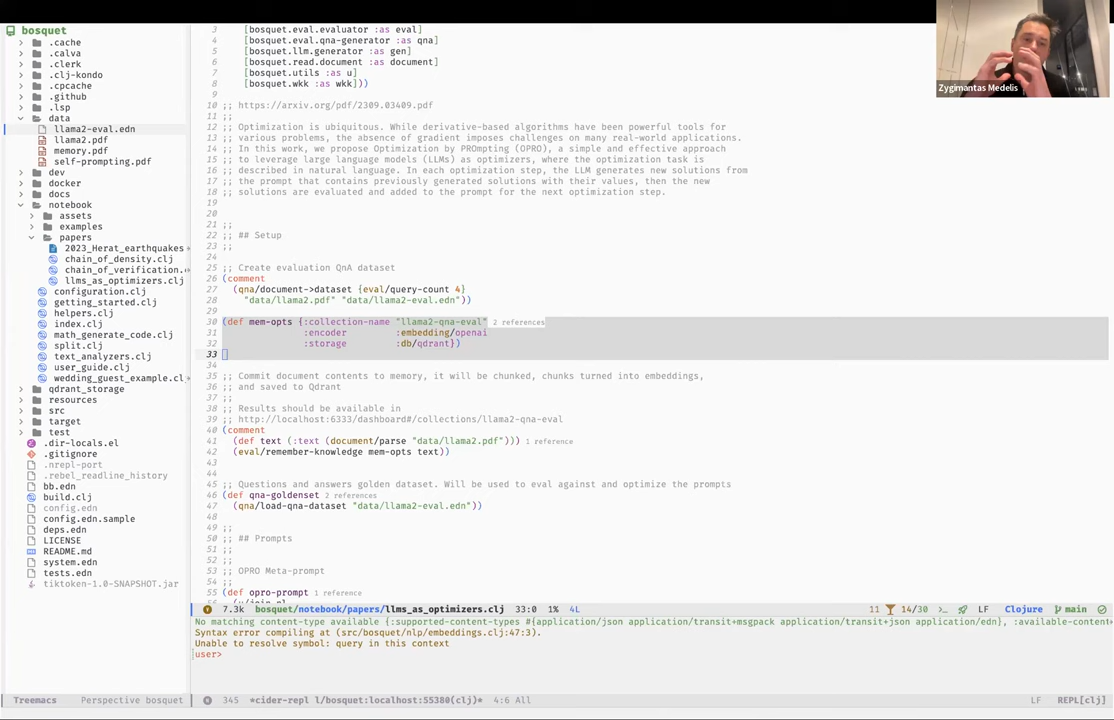 bosquet
.cache
.calva
.clerk
.clj-kondo
.cpcache
.github
.lsp
data
llama2-eval.edn
llama2.pdf
memory.pdf
self-prompting.pdf
dev
docker
docs
notebook
assets
examples
papers
2023_Herat_earthquakes
chain_of_density.clj
chain_of_verification.
llms_as_optimizers.clj
configuration.clj
getting_started.clj
helpers.clj
index.clj
math_generate_code.clj
split.clj
text_analyzers.clj
user_guide.clj
wedding_guest_example.cl
qdrant_storage
resources
src
target
test
.dir-locals.el
.gitignore
.nrepl-port
.rebel_readline_history
bb.edn
build.clj
config.edn
config.edn.sample
deps.edn
LICENSE
README.md
system.edn
tests.edn
tiktoken-1.0-SNAPSHOT.jar
Treemacs Perspective bosquet
3 [bosquet.eval.evaluator :as eval]
4 [bosquet.eval.qna-generator :as qna]
5 [bosquet.llm.generator :as gen]
6 [bosquet.read.document :as document]
7 [bosquet.utils :as u]
8 [bosquet.wkk :as wkk]))
9
10 ;; https://arxiv.org/pdf/2309.03409.pdf
11 ;;
12 ;; Optimization is ubiquitous. While derivative-based algorithms have been powerful tools for
13 ;; various problems, the absence of gradient imposes challenges on many real-world applications.
14 ;; In this work, we propose Optimization by PROmpting (OPRO), a simple and effective approach
15 ;; to leverage large language models (LLMs) as optimizers, where the optimization task is
16 ;; described in natural language. In each optimization step, the LLM generates new solutions from
17 ;; the prompt that contains previously generated solutions with their values, then the new
18 ;; solutions are evaluated and added to the prompt for the next optimization step.
19
20
21 ;;
22 ;; ## Setup
23 ;;
24
25 ;; Create evaluation QnA dataset
26 (comment
27 (qna/document->dataset {eval/query-count 4}
28 "data/llama2.pdf" "data/llama2-eval.edn"))
29
30 (def mem-opts {:collection-name "llama2-qna-eval" 2 references
31 :encoder :embedding/openai
32 :storage :db/qdrant})
33
34
35 ;; Commit document contents to memory, it will be chunked, chunks turned into embeddings,
36 ;; and saved to Qdrant
37 ;;
38 ;; Results should be available in
39 ;; http://localhost:6333/dashboard#/collections/llama2-qna-eval
40 (comment
41 (def text (:text (document/parse "data/llama2.pdf"))) 1 reference
42 (eval/remember-knowledge mem-opts text))
43
44
45 ;; Questions and answers golden dataset. Will be used to eval against and optimize the prompts
46 (def qna-goldenset 2 references
47 (qna/load-qna-dataset "data/llama2-eval.edn"))
48
49 ;;
50 ;; ## Prompts
51 ;;
52
53 ;; OPRO Meta-prompt
54 ;;
55 (def opro-prompt 1 reference
7.3k bosquet/notebook/papers/llms_as_optimizers.clj 33:0 1% 4L 11 14/30 LF Clojure main
No matching content-type available {:supported-content-types #{application/json application/transit+msgpack application/transit+json application/edn}, :available-content
Syntax error compiling at (src/bosquet/nlp/embeddings.clj:47:3).
Unable to resolve symbol: query in this context
user>
345 *cider-repl l/bosquet:localhost:55380(clj)* 4:6 All LF REPL[clj]
Zygimantas Medelis